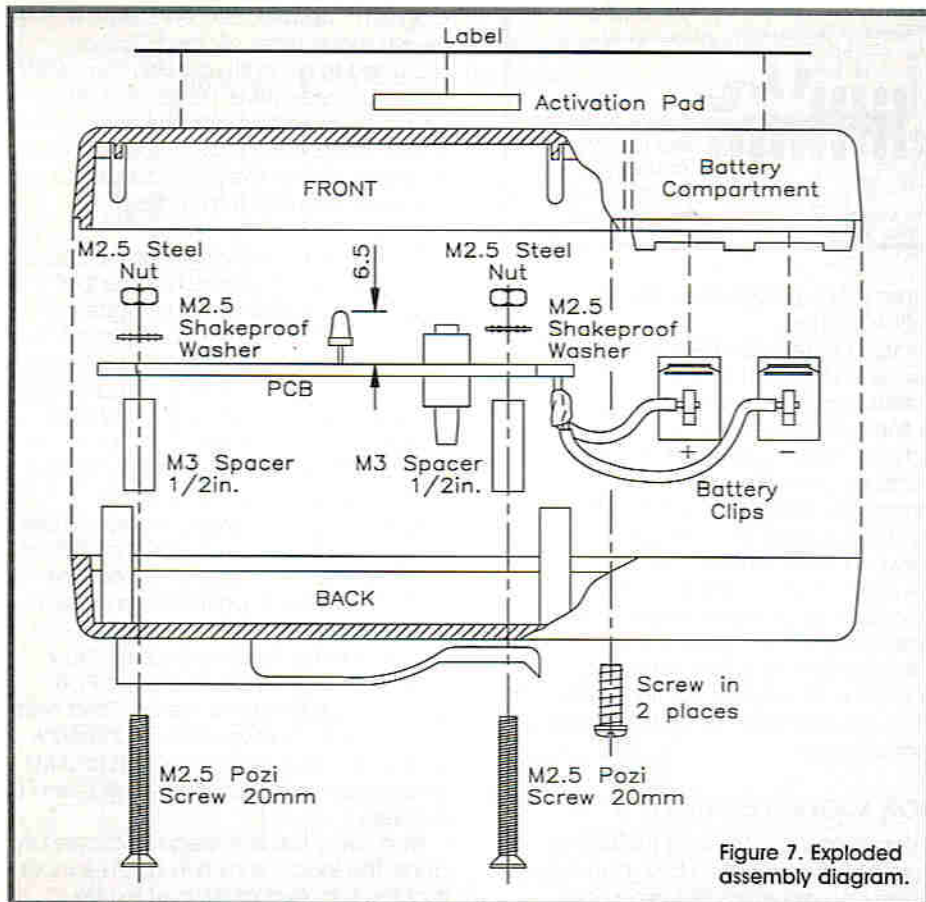 Label
Activation Pad
Battery
Compartment
FRONT
M2.5 Steel
Nut
6.5
M2.5 Steel
Nut
M2.5
Shakeproof
Washer
M2.5
Shakeproof
Washer
PCB
+
−
M3 Spacer
1/2in.
M3 Spacer
1/2in.
Battery
Clips
BACK
Screw in
2 places
M2.5 Pozi
Screw 20mm
M2.5 Pozi
Screw 20mm
Figure 7. Exploded
assembly diagram.